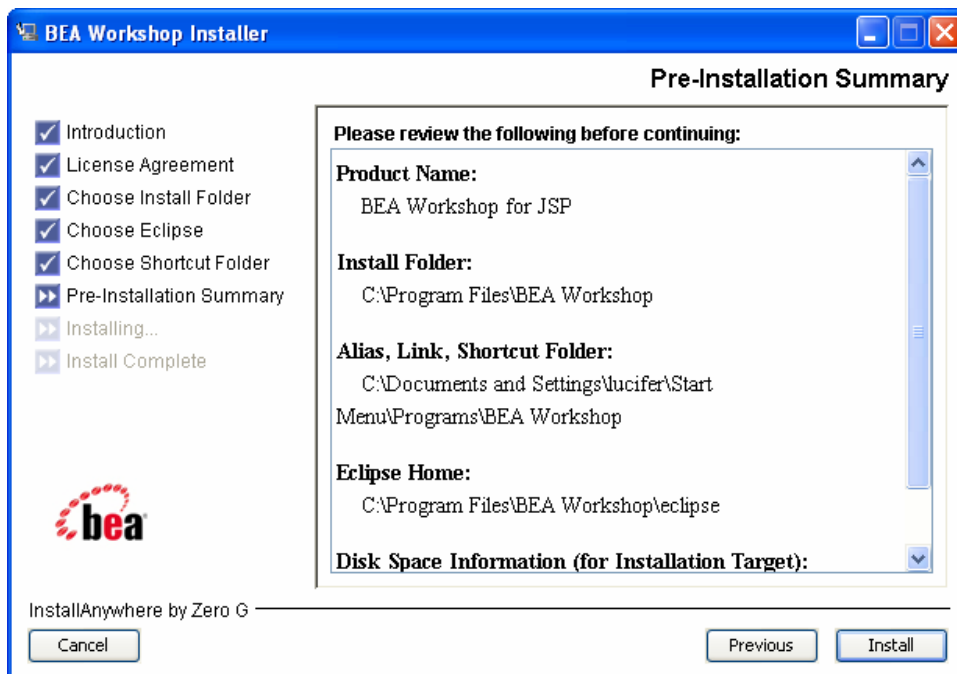 BEA Workshop Installer
Pre-Installation Summary
Introduction
License Agreement
Choose Install Folder
Choose Eclipse
Choose Shortcut Folder
Pre-Installation Summary
Installing...
Install Complete
bea
Please review the following before continuing:
Product Name:
BEA Workshop for JSP
Install Folder:
C:\Program Files\BEA Workshop
Alias, Link, Shortcut Folder:
C:\Documents and Settings\lucifer\Start
Menu\Programs\BEA Workshop
Eclipse Home:
C:\Program Files\BEA Workshop\eclipse
Disk Space Information (for Installation Target):
InstallAnywhere by Zero G
Cancel
Previous
Install